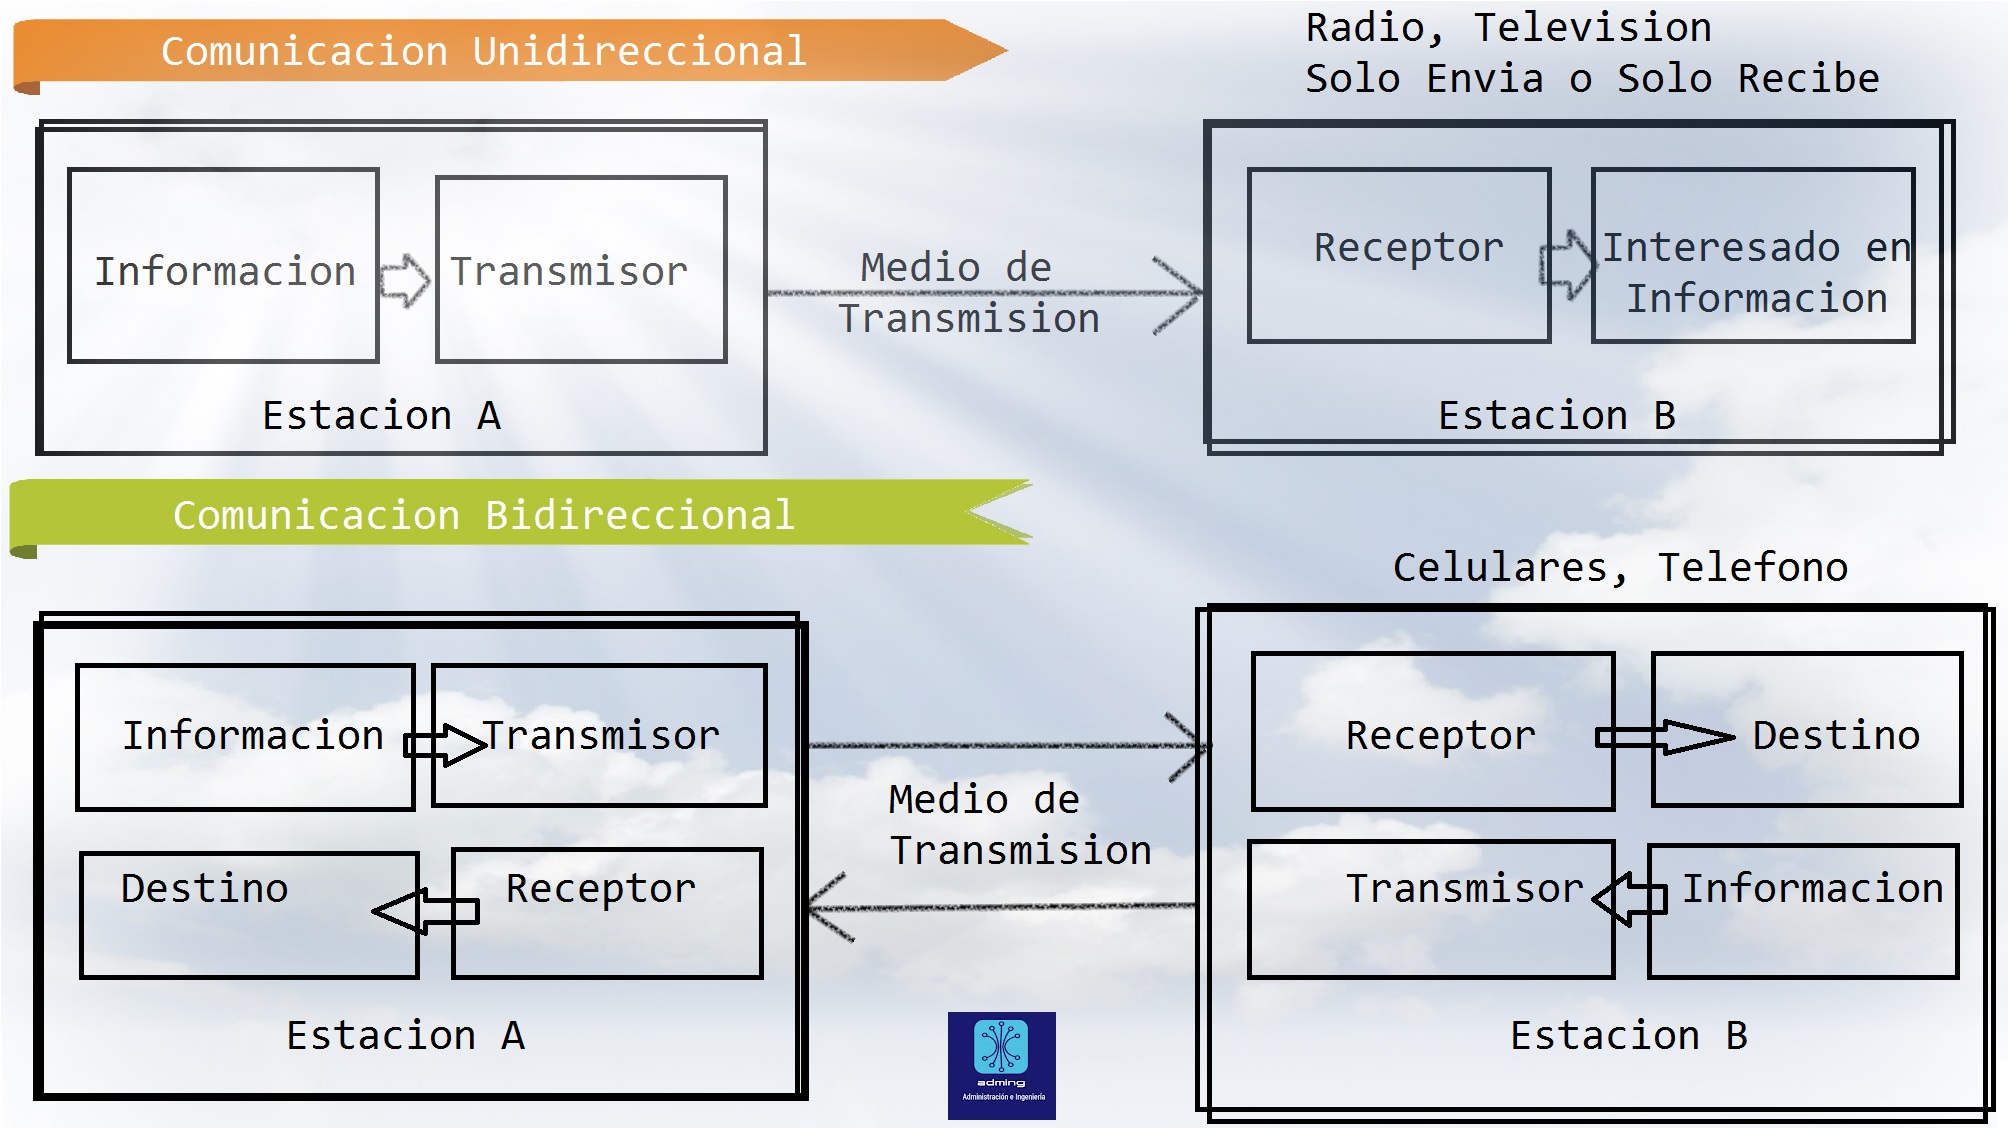 Comunicacion Unidireccional
Radio, Television
Solo Envia o Solo Recibe
Informacion
Transmisor
Estacion A
Medio de
Transmision
Receptor
Interesado en
Informacion
Estacion B
Comunicacion Bidireccional
Celulares, Telefono
Informacion
Transmisor
Destino
Receptor
Estacion A
Medio de
Transmision
Receptor
Destino
Transmisor
Informacion
Estacion B
adming
Administración e Ingeniería